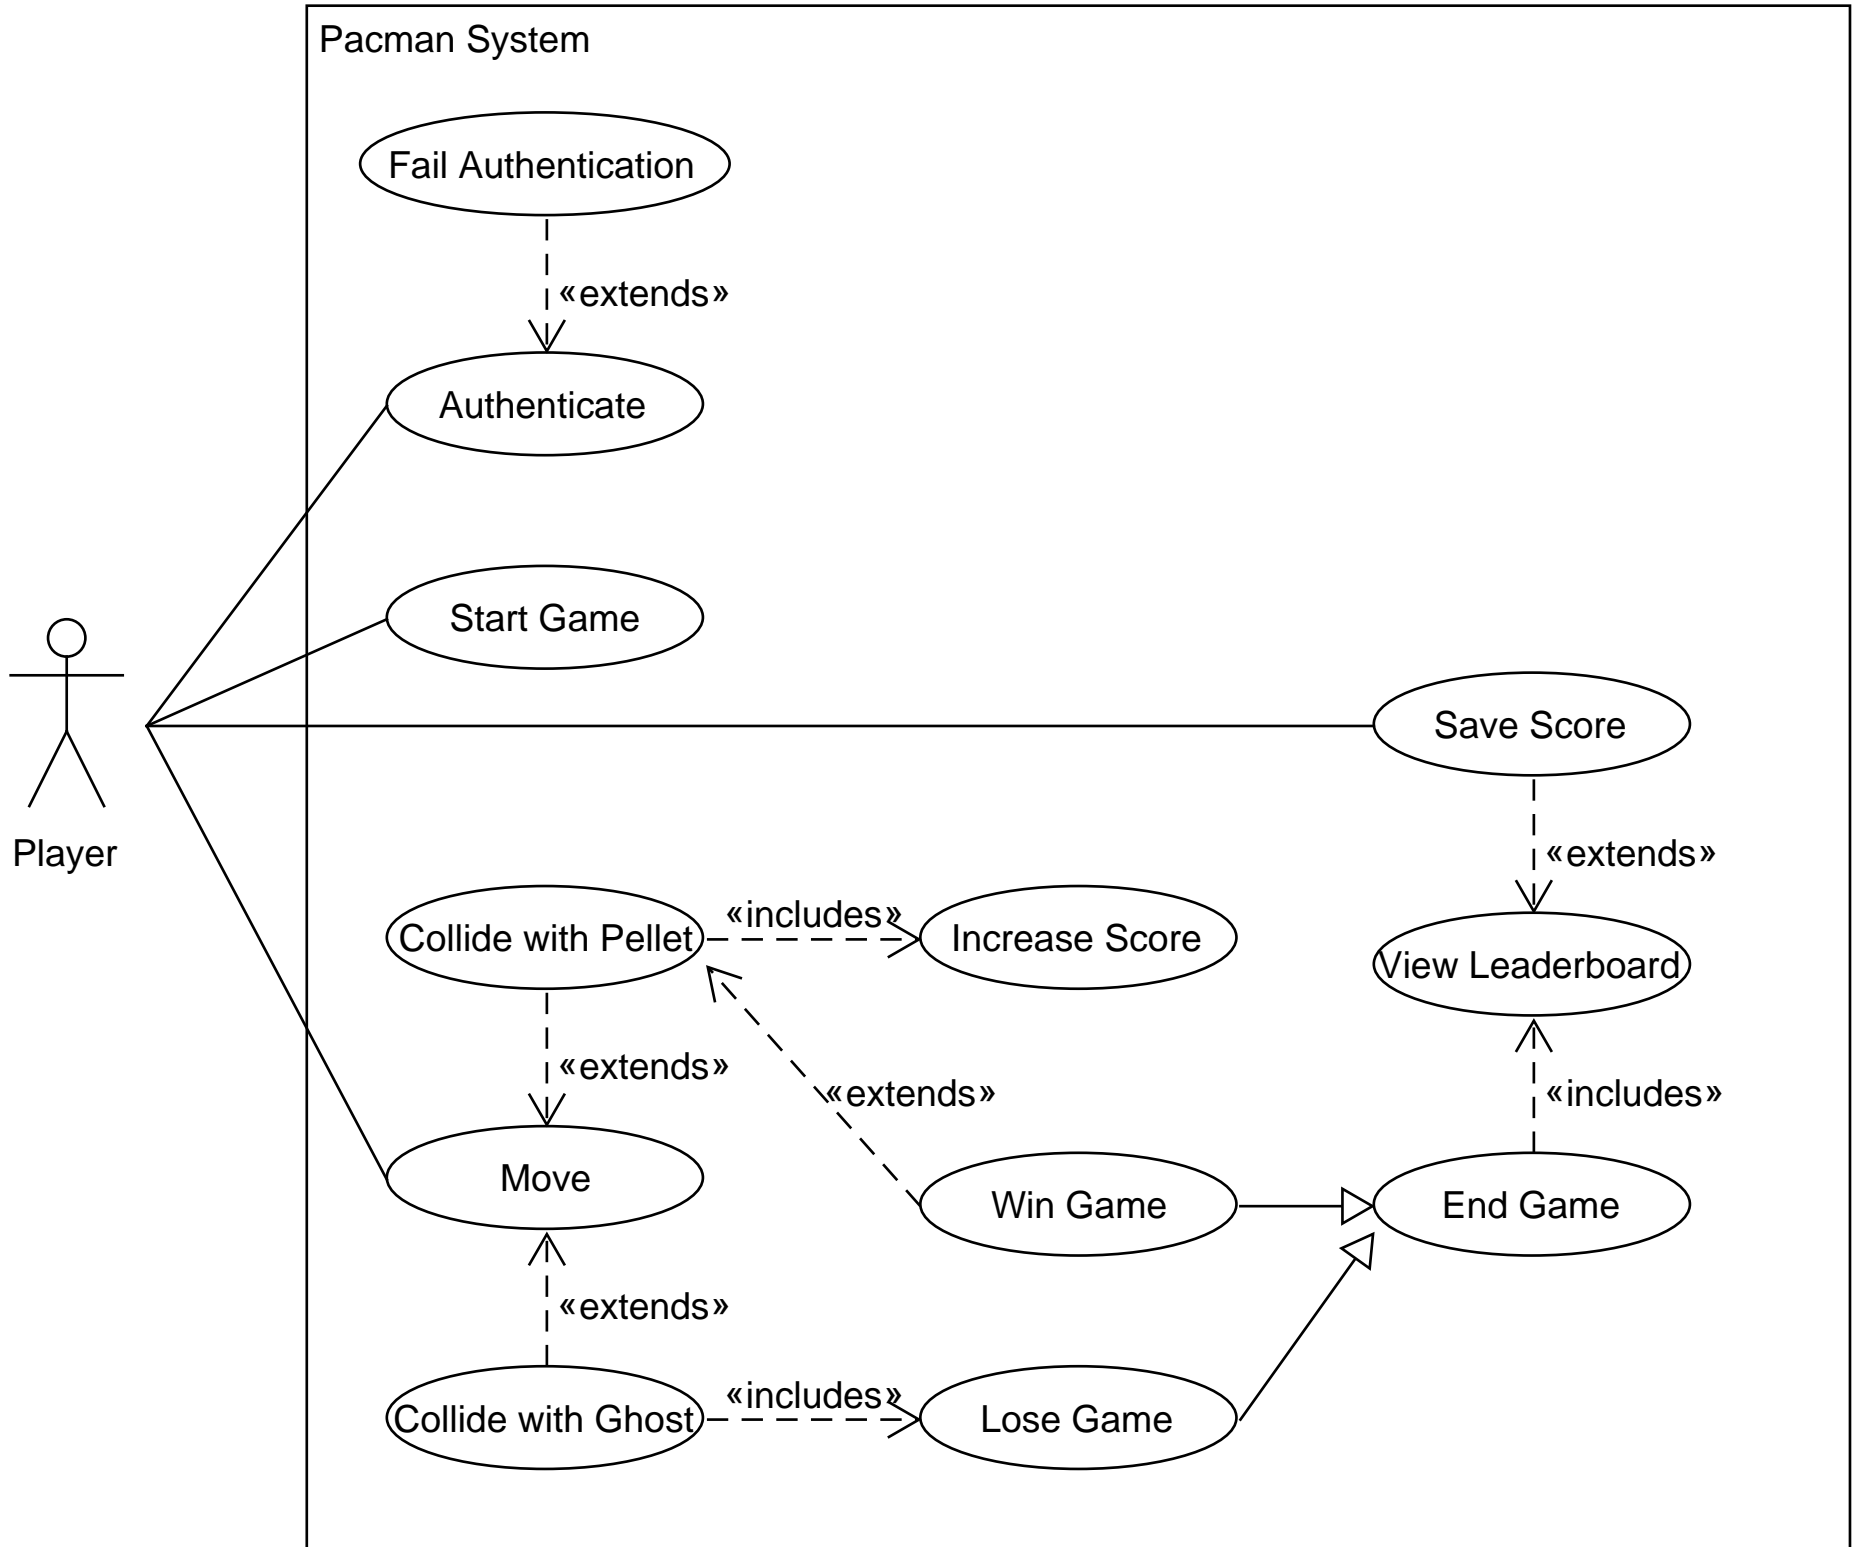 Pacman System
Fail Authentication
«extends»
Authenticate
Start Game
Save Score
Player
«extends»
Collide with Pellet
«includes»
Increase Score
View Leaderboard
«extends»
«extends»
«includes»
Move
Win Game
End Game
«extends»
Collide with Ghost
«includes»
Lose Game